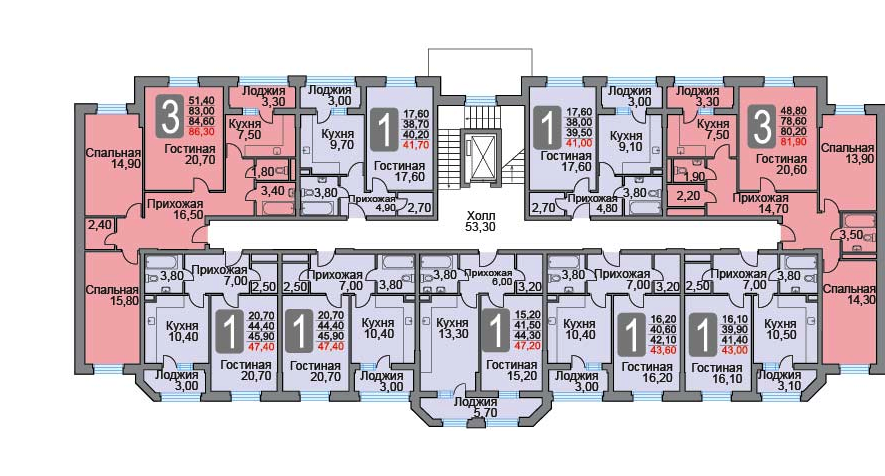 Лоджия
3,30
Лоджия
3,00
Лоджия
3,00
Лоджия
3,30
3
51,40
83,00
84,60
86,30
Гостиная
20,70
Кухня
7,50
Кухня
9,70
1
17,60
38,70
40,20
41,70
Гостиная
17,60
1
17,60
38,00
39,50
41,00
Гостиная
17,60
Кухня
9,10
Кухня
7,50
3
48,80
78,60
80,20
81,90
Гостиная
20,60
Спальная
14,90
Спальная
13,90
1,80
3,40
3,80
Прихожая
4,90
2,70
2,70
Прихожая
4,80
3,80
1,90
2,20
Прихожая
16,50
Прихожая
14,70
2,40
Холл
53,30
3,50
3,80
Прихожая
7,00
2,50
2,50
Прихожая
7,00
3,80
3,80
Прихожая
6,00
3,20
3,80
Прихожая
7,00
3,20
2,50
Прихожая
7,00
3,80
Спальная
15,80
Спальная
14,30
Кухня
10,40
1
20,70
44,40
45,90
47,40
Гостиная
20,70
1
20,70
44,40
45,90
47,40
Гостиная
20,70
Кухня
10,40
Кухня
13,30
1
15,20
41,50
44,30
47,20
Гостиная
15,20
Кухня
10,40
1
16,20
40,60
42,10
43,60
Гостиная
16,20
1
16,10
39,90
41,40
43,00
Гостиная
16,10
Кухня
10,50
Лоджия
3,00
Лоджия
3,00
Лоджия
5,70
Лоджия
3,00
Лоджия
3,10